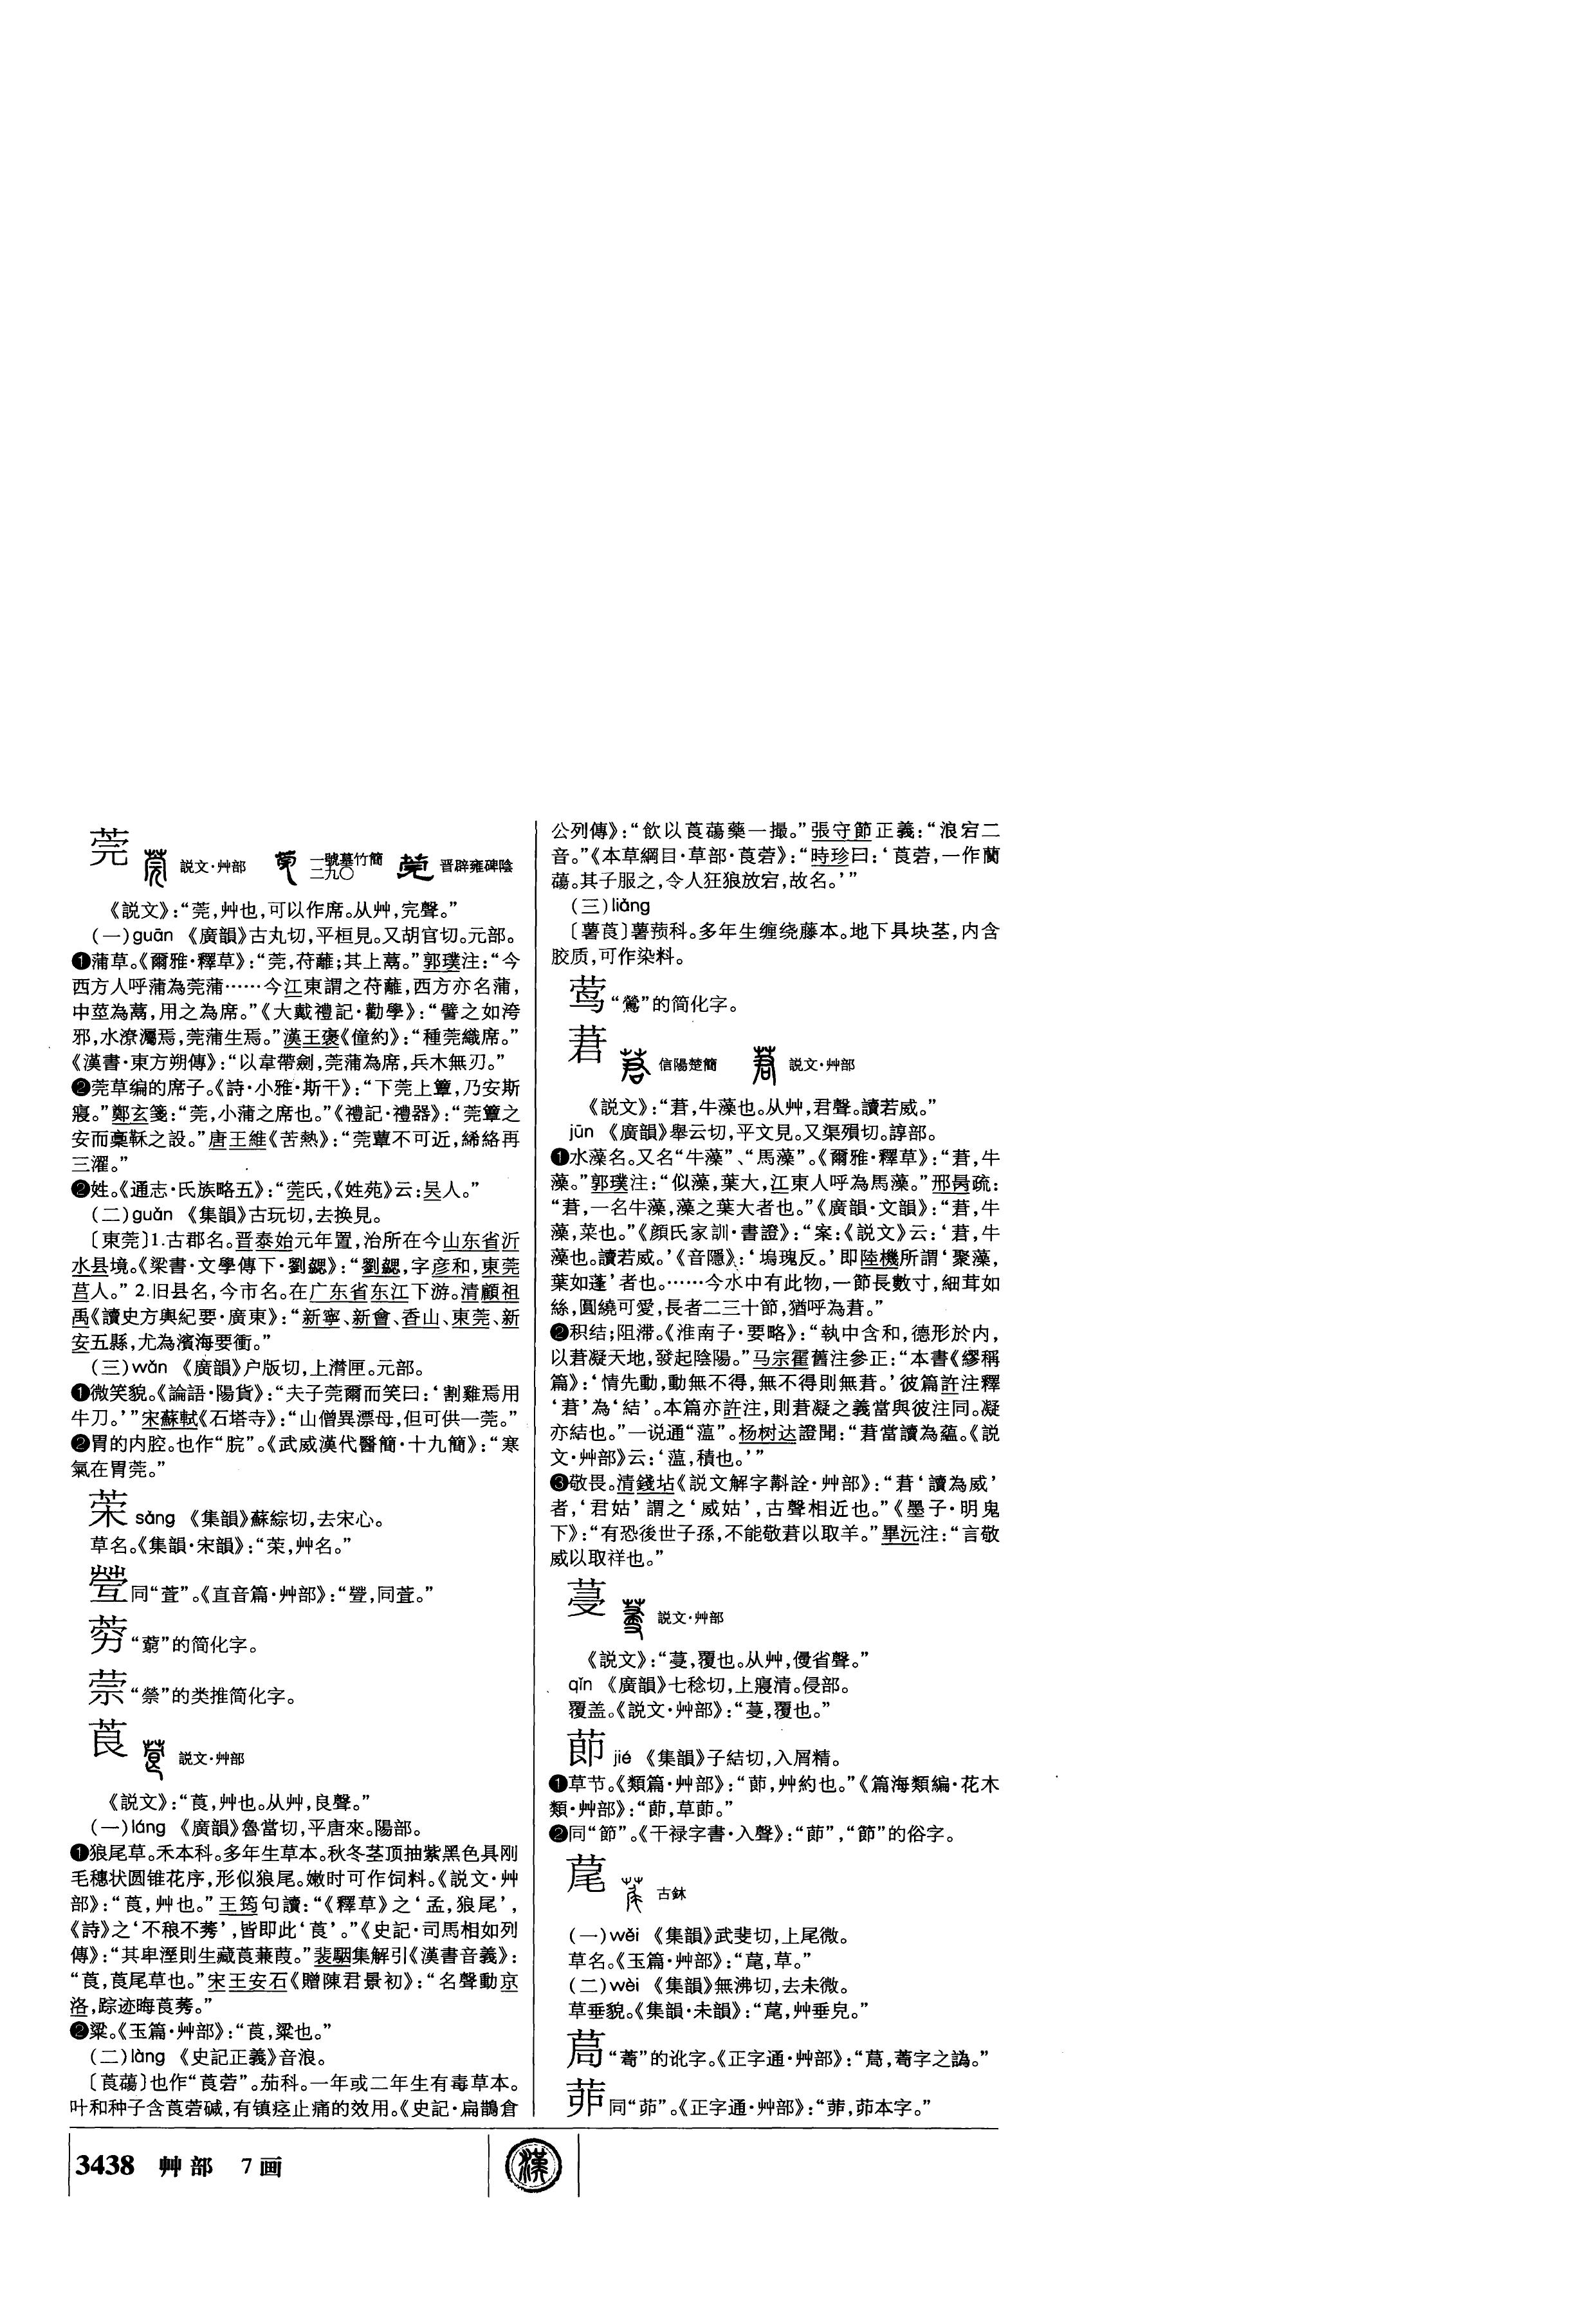 莞 説文·艸部 一號墓竹簡二九〇 晋辟雍碑陰
《説文》：“莞，艸也，可以作席。从艸，完聲。”
（一）guān 《廣韻》古丸切，平桓見。又胡官切。元部。
❶蒲草。《爾雅·釋草》：“莞，苻蘺；其上蒚。”郭璞注：“今
西方人呼蒲為莞蒲……今江東謂之苻蘺，西方亦名蒲，
中莖為蒚，用之為席。”《大戴禮記·勸學》：“譬之如洿
邪，水潦灟焉，莞蒲生焉。”漢王褒《僮約》：“種莞織席。”
《漢書·東方朔傳》：“以韋帶劍，莞蒲為席，兵木無刃。”
❷莞草编的席子。《詩·小雅·斯干》：“下莞上簟，乃安斯
寢。”鄭玄箋：“莞，小蒲之席也。”《禮記·禮器》：“莞簟之
安而稾鞂之設。”唐王維《苦熱》：“莞蕈不可近，絺綌再
三濯。”
❷姓。《通志·氏族略五》：“莞氏，《姓苑》云：吴人。”
（二）guǎn 《集韻》古玩切，去换見。
〔東莞〕1.古郡名。晋泰始元年置，治所在今山东省沂
水县境。《梁書·文學傳下·劉勰》：“劉勰，字彦和，東莞
莒人。” 2.旧县名，今市名。在广东省东江下游。清顧祖
禹《讀史方輿紀要·廣東》：“新寧、新會、香山、東莞、新
安五縣，尤為濱海要衝。”
（三）wǎn 《廣韻》户版切，上潸匣。元部。
❶微笑貌。《論語·陽貨》：“夫子莞爾而笑曰：‘割雞焉用
牛刀。’”宋蘇軾《石塔寺》：“山僧異漂母，但可供一莞。”
❷胃的内腔。也作“脘”。《武威漢代醫簡·十九簡》：“寒
氣在胃莞。”
茦 sǎng 《集韻》蘇綜切，去宋心。
草名。《集韻·宋韻》：“茦，艸名。”
同“萓”。《直音篇·艸部》：
䓖“藭”的简化字。
“禜”的类推简化字。
莨 説文·艸部
《説文》：“莨，艸也。从艸，良聲。”
（一）láng 《廣韻》魯當切，平唐來。陽部。
❶狼尾草。禾本科。多年生草本。秋冬茎顶抽紫黑色具刚
毛穗状圆锥花序，形似狼尾。嫩时可作饲料。《説文·艸
部》：“莨，艸也。”王筠句讀：“《釋草》之‘孟，狼尾’，
《詩》之‘不稂不莠’，皆即此‘莨’。”《史記·司馬相如列
傳》：“其卑溼則生藏莨蒹葭。”裴駰集解引《漢書音義》：
“莨，莨尾草也。”宋王安石《贈陳君景初》：“名聲動京
洛，踪迹晦莨莠。”
❷粱。《玉篇·艸部》：“莨，粱也。”
（二）làng 《史記正義》音浪。
〔莨䕞〕也作“莨菪”。茄科。一年或二年生有毒草本。
叶和种子含莨菪碱，有镇痉止痛的效用。《史記·扁鵲倉
公列傳》：“飲以莨䕞藥一撮。”張守節正義：“浪宕二
音。”《本草綱目·草部·莨菪》：“時珍曰：‘莨菪，一作蘭
䕞。其子服之，令人狂狼放宕，故名。’”
（三）liǎng
〔薯莨〕薯蓣科。多年生缠绕藤本。地下具块茎，内含
胶质，可作染料。
莺“鶯”的简化字。
莙 信陽楚簡 説文·艸部
《説文》：“莙，牛藻也。从艸，君聲。讀若威。”
jūn 《廣韻》舉云切，平文見。又渠殞切。諄部。
❶水藻名。又名“牛藻”、“馬藻”。《爾雅·釋草》：“莙，牛
藻。”郭璞注：“似藻，葉大，江東人呼為馬藻。”邢昺疏：
“莙，一名牛藻，藻之葉大者也。”《廣韻·文韻》：“莙，牛
藻，菜也。”《顔氏家訓·書證》：“案：《説文》云：‘莙，牛
藻也。讀若威。’《音隱》：‘塢瑰反。’即陸機所謂‘聚藻，
葉如蓬’者也。……今水中有此物，一節長數寸，細茸如
絲，圓繞可愛，長者二三十節，猶呼為莙。”
❷积结；阻滞。《淮南子·要略》：“執中含和，德形於内，
以莙凝天地，發起陰陽。”马宗霍舊注參正：“本書《繆稱
篇》：‘情先動，動無不得，無不得則無莙。’彼篇許注釋
‘莙’為‘結’。本篇亦許注，則莙凝之義當與彼注同。凝
亦結也。”一说通“薀”。杨树达證聞：“莙當讀為蘊。《説
文·艸部》云：‘薀，積也。’”
❸敬畏。清錢坫《説文解字斠詮·艸部》：“莙‘讀為威’
者，‘君姑’謂之‘威姑’，古聲相近也。”《墨子·明鬼
下》：“有恐後世子孫，不能敬莙以取羊。”畢沅注：“言敬
威以取祥也。”
葠 説文·艸部
《説文》：“葠，覆也。从艸，侵省聲。”
qǐn 《廣韻》七稔切，上寑清。侵部。
覆盖。《説文·艸部》：“葠，覆也。”
莭 jié 《集韻》子結切，入屑精。
❶草节。《類篇·艸部》：“莭，艸約也。”《篇海類編·花木
類·艸部》：“莭，草莭。”
❷同“節”。《干禄字書·入聲》：“莭”，“節”的俗字。
䓕 古鉥
（一）wěi 《集韻》武斐切，上尾微。
草名。《玉篇·艸部》：“䓕，草。”
（二）wèi 《集韻》無沸切，去未微。
草垂貌。《集韻·未韻》：“䓕，艸垂皃。”
“蔔”的讹字。《正字通·艸部》：
同“茆”。《正字通·艸部》：
3438 艸部 7画
漢